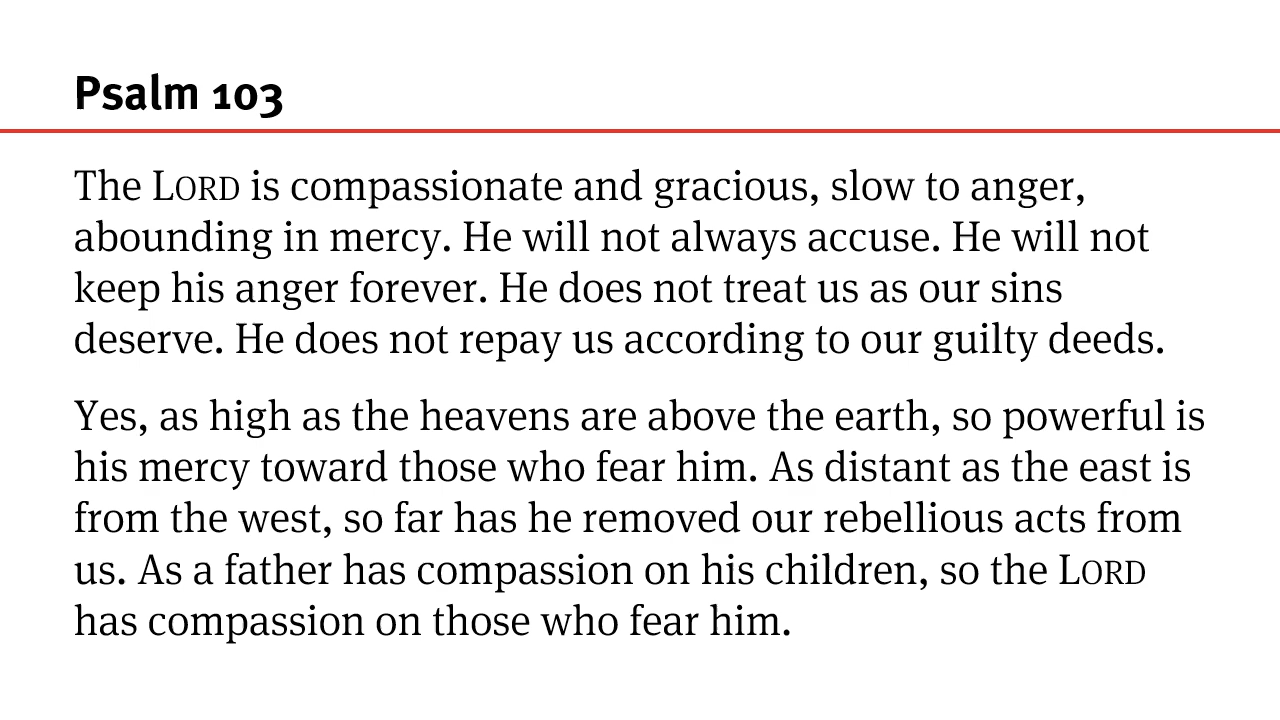 Psalm 103
The LORD is compassionate and gracious, slow to anger,
abounding in mercy. He will not always accuse. He will not
keep his anger forever. He does not treat us as our sins
deserve. He does not repay us according to our guilty deeds.
Yes, as high as the heavens are above the earth, so powerful is
his mercy toward those who fear him. As distant as the east is
from the west, so far has he removed our rebellious acts from
us. As a father has compassion on his children, so the LORD
has compassion on those who fear him.